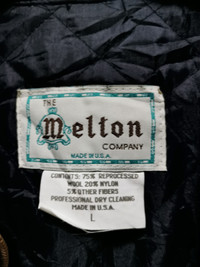 THE
Melton
COMPANY
MADE IN U.S.A.
CONTENTS: 75% REPROCESSED
WOOL 20% NYLON
5% OTHER FIBERS
PROFESSIONAL DRY CLEANING
MADE IN U.S.A.
L